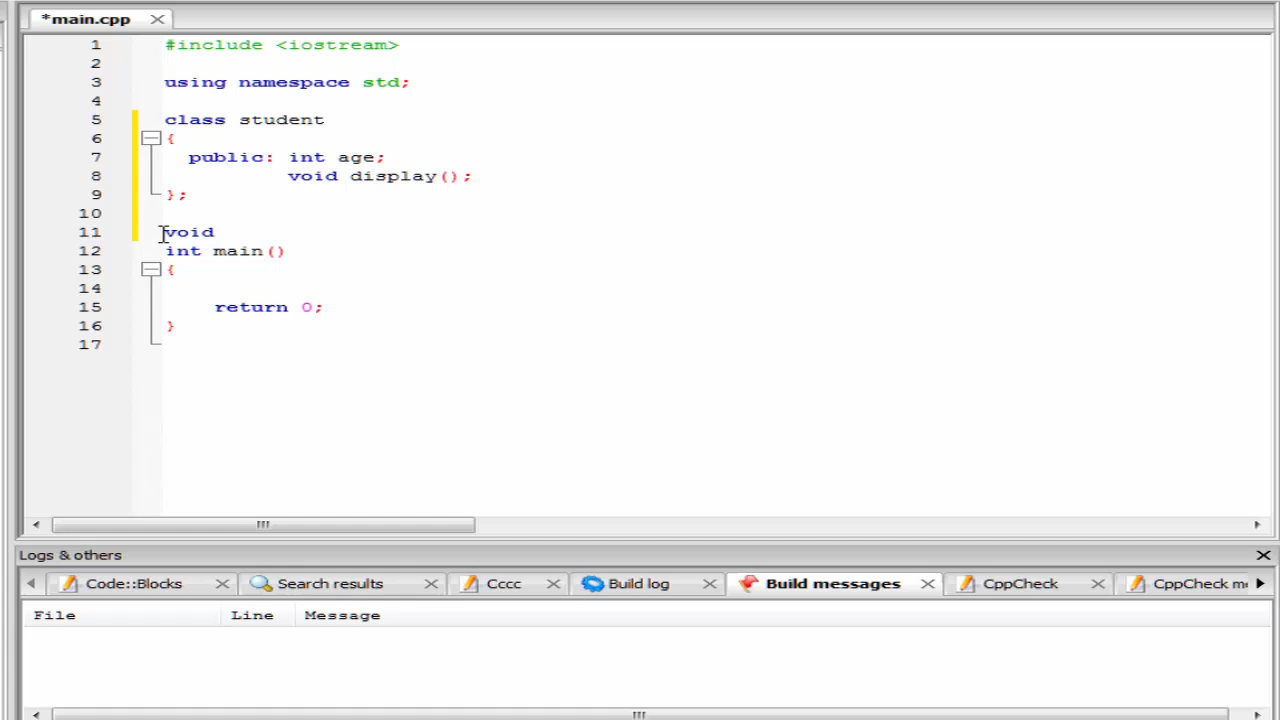 *main.cpp
1 #include <iostream>
2
3 using namespace std;
4
5 class student
6 {
7 public: int age;
8 void display();
9 };
10
11 void
12 int main()
13 {
14
15 return 0;
16 }
17
Logs & others
Code::Blocks Search results Cccc Build log Build messages CppCheck CppCheck me
File Line Message